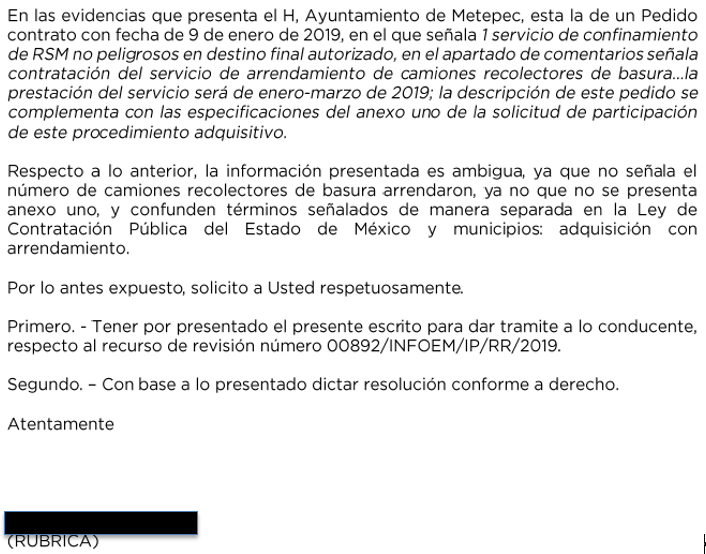 En las evidencias que presenta el H, Ayuntamiento de Metepec, esta la de un Pedido
contrato con fecha de 9 de enero de 2019, en el que señala 1 servicio de confinamiento
de RSM no peligrosos en destino final autorizado, en el apartado de comentarios señala
contratación del servicio de arrendamiento de camiones recolectores de basura...la
prestación del servicio será de enero-marzo de 2019; la descripción de este pedido se
complementa con las especificaciones del anexo uno de la solicitud de participación
de este procedimiento adquisitivo.
Respecto a lo anterior, la información presentada es ambigua, ya que no señala el
número de camiones recolectores de basura arrendaron, ya no que no se presenta
anexo uno, y confunden términos señalados de manera separada en la Ley de
Contratación Pública del Estado de México y municipios: adquisición con
arrendamiento.
Por lo antes expuesto, solicito a Usted respetuosamente.
Primero. - Tener por presentado el presente escrito para dar tramite a lo conducente,
respecto al recurso de revisión número 00892/INFOEM/IP/RR/2019.
Segundo. – Con base a lo presentado dictar resolución conforme a derecho.
Atentamente
(RUBRICA)